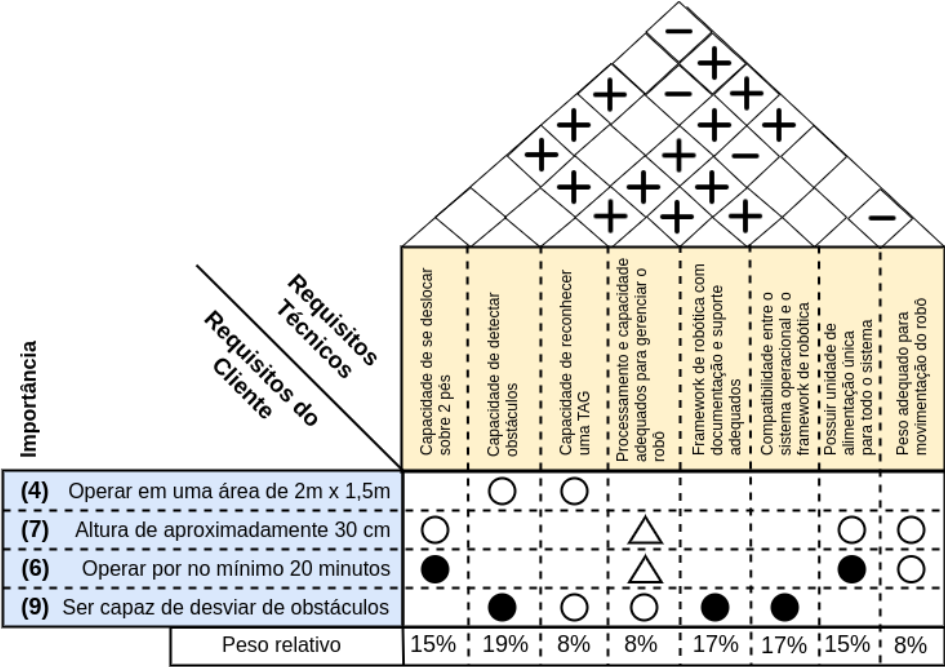 Requisitos
Técnicos
Requisitos do
Cliente
Importância
Capacidade de se deslocar
sobre 2 pés
Capacidade de detectar
obstáculos
Capacidade de reconhecer
uma TAG
Processamento e capacidade
adequados para gerenciar o
robô
Framework de robótica com
documentação e suporte
adequados
Compatibilidade entre o
sistema operacional e o
framework de robótica
Possuir unidade de
alimentação única
para todo o sistema
Peso adequado para
movimentação do robô
(4) Operar em uma área de 2m x 1,5m
(7) Altura de aproximadamente 30 cm
(6) Operar por no mínimo 20 minutos
(9) Ser capaz de desviar de obstáculos
Peso relativo 15% 19% 8% 8% 17% 17% 15% 8%